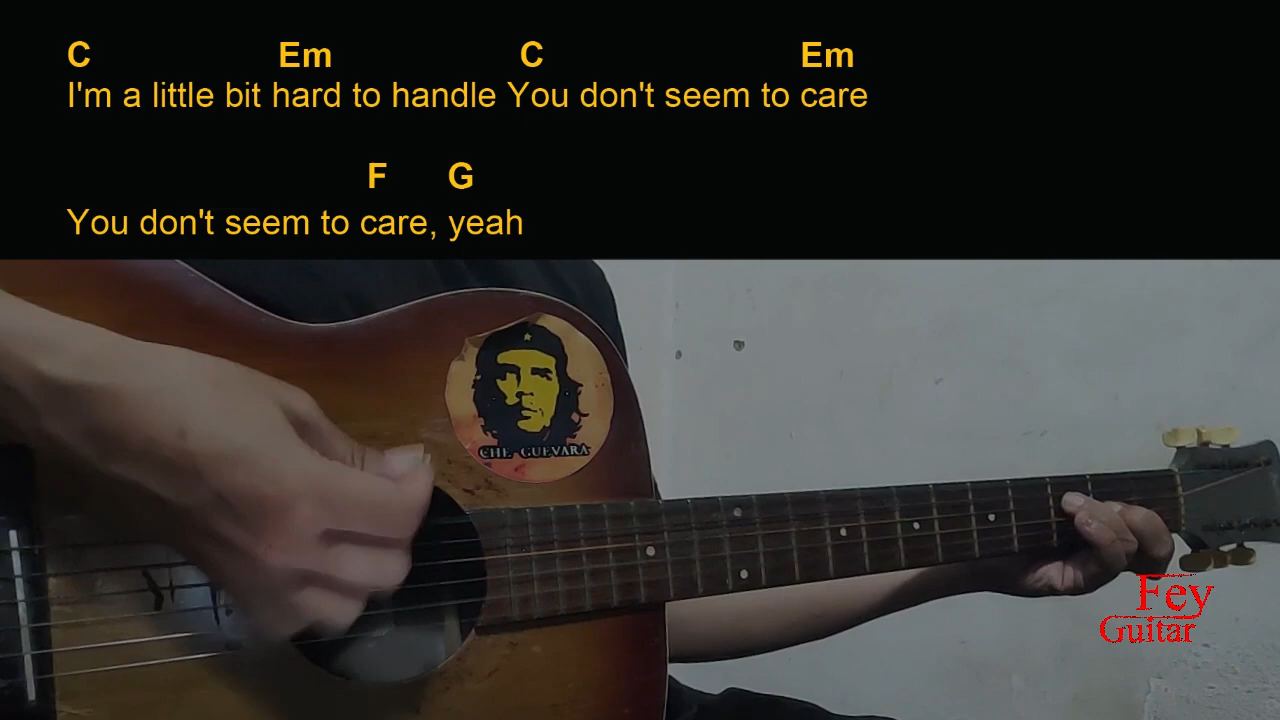 C Em C Em
I'm a little bit hard to handle You don't seem to care
F G
You don't seem to care, yeah
CHE GUEVARA
Fey
Guitar